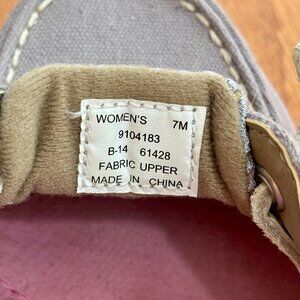 WOMEN'S 7M
9104183
B-14 61428
FABRIC UPPER
MADE IN CHINA